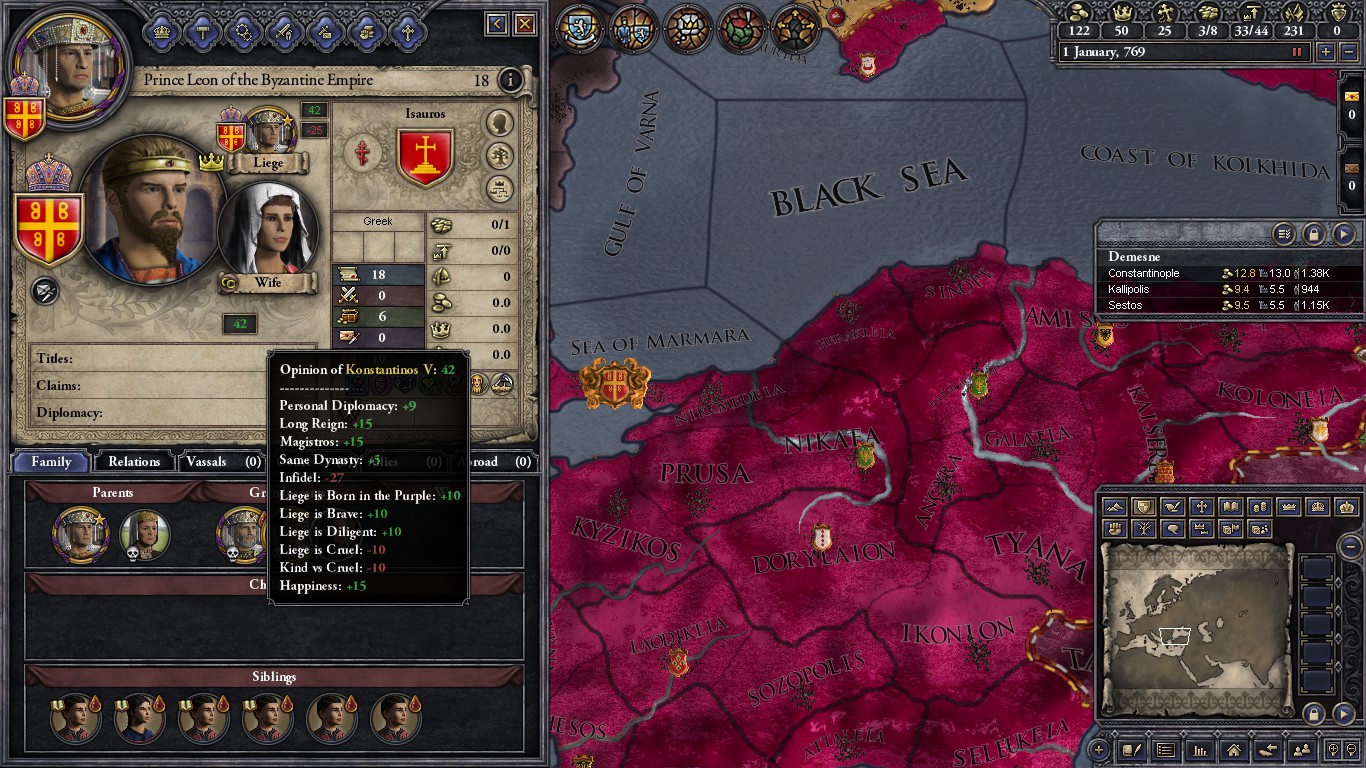 Prince Leon of the Byzantine Empire 18
42
-25
Liege
Isauros
Wife
Greek
42
18
0
6
0
0/1
0/0
0
0.0
0.0
0.0
Titles:
Claims:
Diplomacy:
Opinion of Konstantinos V: 42
--------------
Personal Diplomacy: +9
Long Reign: +15
Magistros: +15
Same Dynasty: +5
Infidel: -27
Liege is Born in the Purple: +10
Liege is Brave: +10
Liege is Diligent: +10
Liege is Cruel: -10
Kind vs Cruel: -10
Happiness: +15
Family
Relations
Vassals (0)
(0)
(0)
Parents
Siblings
122 50 25 3/8 33/44 231 0
1 January, 769
0
0
GULF OF VARNA
BLACK SEA
COAST OF KOLKHIDA
SEA OF MARMARA
Demesne
Constantinople 12.8 13.0 1.38K
Kallipolis 9.4 5.5 944
Sestos 9.5 5.5 1.15K
SINOPE
HERAKLEIA
AMIS
NIKOMEDEIA
NIKAEA
PRUSA
GALATIA
KOLONEIA
KAISER
ANCYRA
KYZIKOS
DORYLAION
TYANA
LAODIKEIA
IKONION
SOZOPOLIS
ATTALEIA
SELEUKEIA